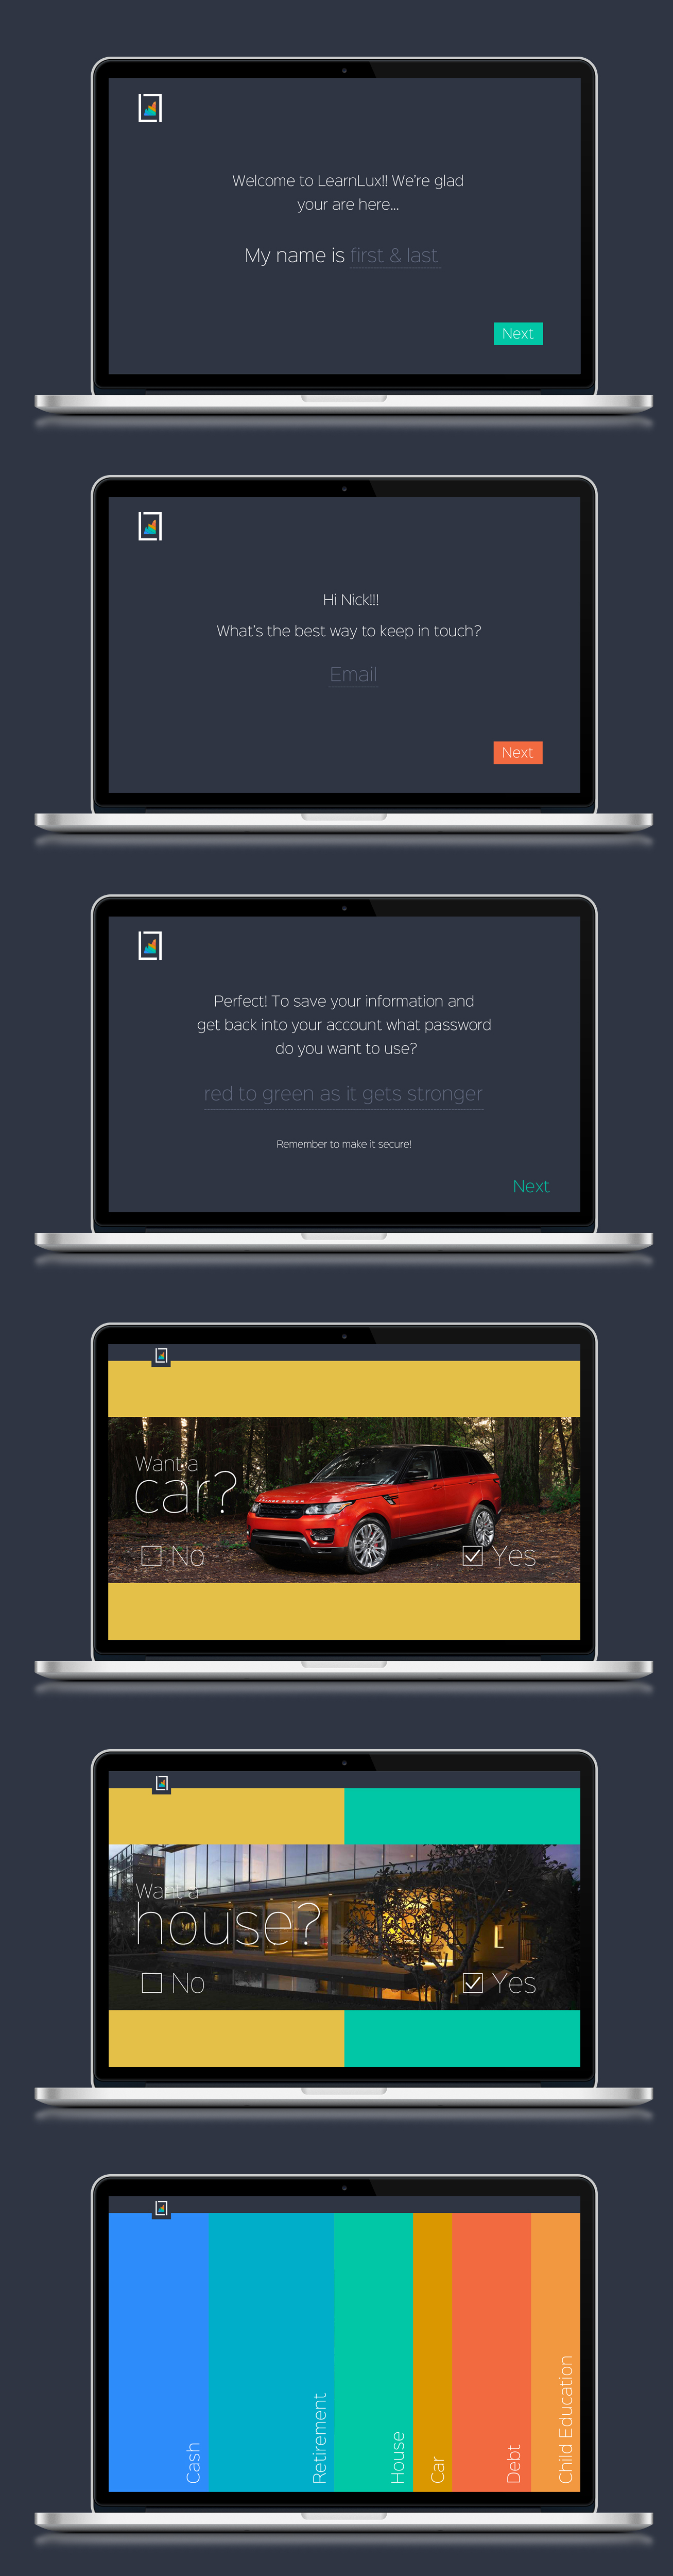 Welcome to LearnLux!! We're glad
your are here...
My name is first & last
Next
Hi Nick!!!
What's the best way to keep in touch?
Email
Next
Perfect! To save your information and
get back into your account what password
do you want to use?
red to green as it gets stronger
Remember to make it secure!
Next
Want a
car?
RANGE ROVER
No
Yes
Want a
house?
No
Yes
Cash
Retirement
House
Car
Debt
Child Education